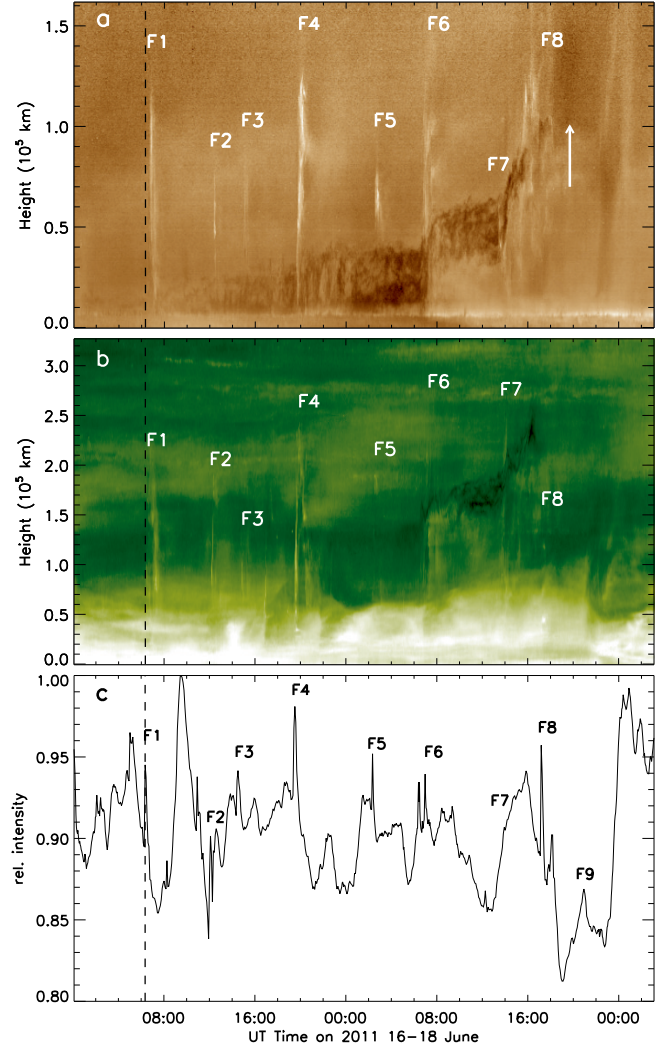 a
F1
F2
F3
F4
F5
F6
F7
F8
1.5
1.0
0.5
0.0
Height (10⁵ km)
b
F1
F2
F3
F4
F5
F6
F7
F8
3.0
2.5
2.0
1.5
1.0
0.5
0.0
Height (10⁵ km)
c
F1
F2
F3
F4
F5
F6
F7
F8
F9
1.00
0.95
0.90
0.85
0.80
rel. intensity
08:00 16:00 00:00 08:00 16:00 00:00
UT Time on 2011 16-18 June